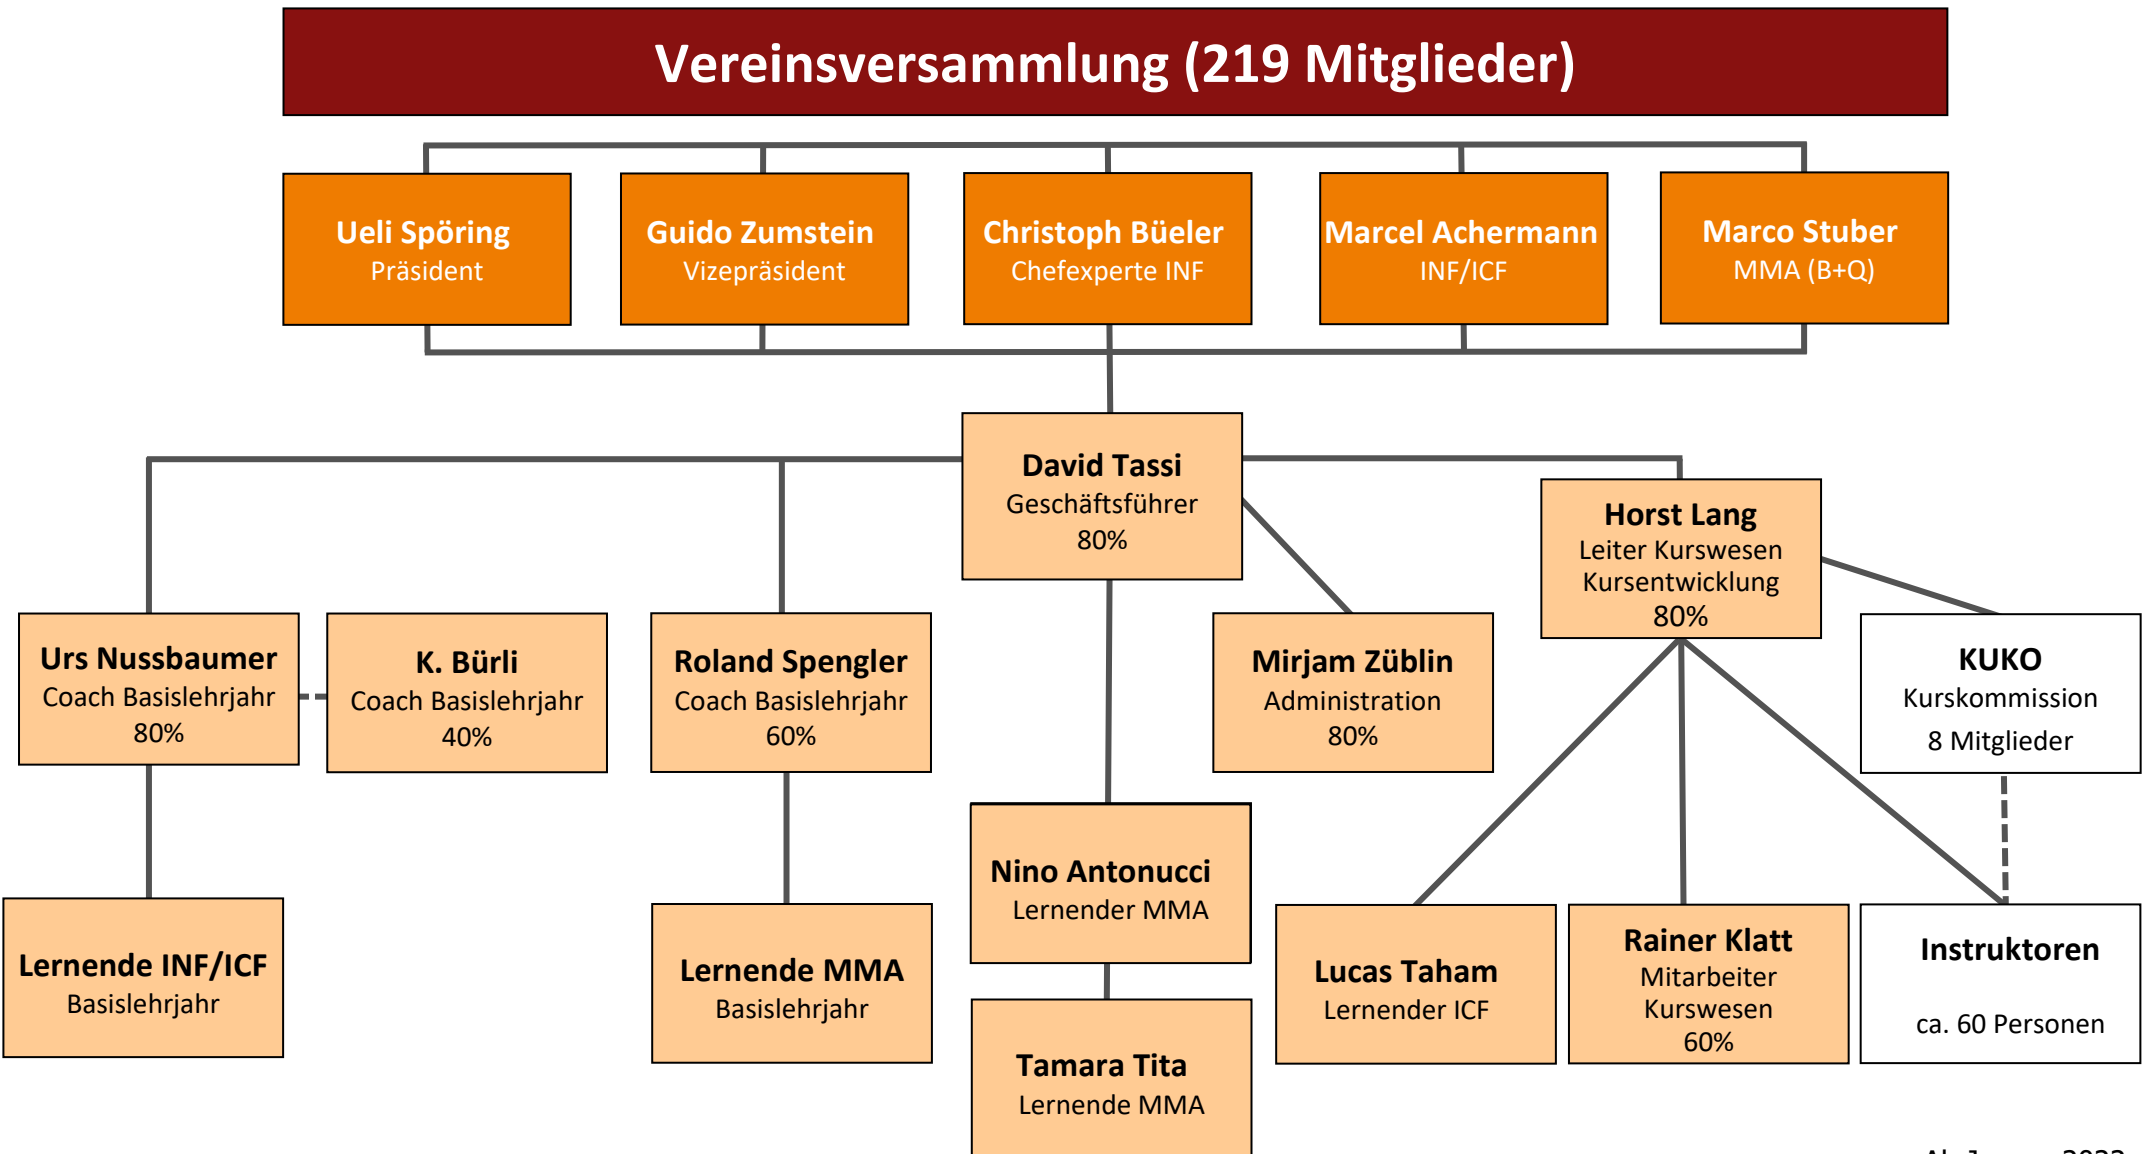 Vereinsversammlung (219 Mitglieder)
Ueli Spöring
Präsident
Guido Zumstein
Vizepräsident
Christoph Büeler
Chefexperte INF
Marcel Achermann
INF/ICF
Marco Stuber
MMA (B+Q)
David Tassi
Geschäftsführer
80%
Horst Lang
Leiter Kurswesen
Kursentwicklung
80%
Urs Nussbaumer
Coach Basislehrjahr
80%
K. Bürli
Coach Basislehrjahr
40%
Roland Spengler
Coach Basislehrjahr
60%
Mirjam Züblin
Administration
80%
KUKO
Kurskommission
8 Mitglieder
Nino Antonucci
Lernender MMA
Lernende INF/ICF
Basislehrjahr
Lernende MMA
Basislehrjahr
Lucas Taham
Lernender ICF
Rainer Klatt
Mitarbeiter
Kurswesen
60%
Instruktoren
ca. 60 Personen
Tamara Tita
Lernende MMA